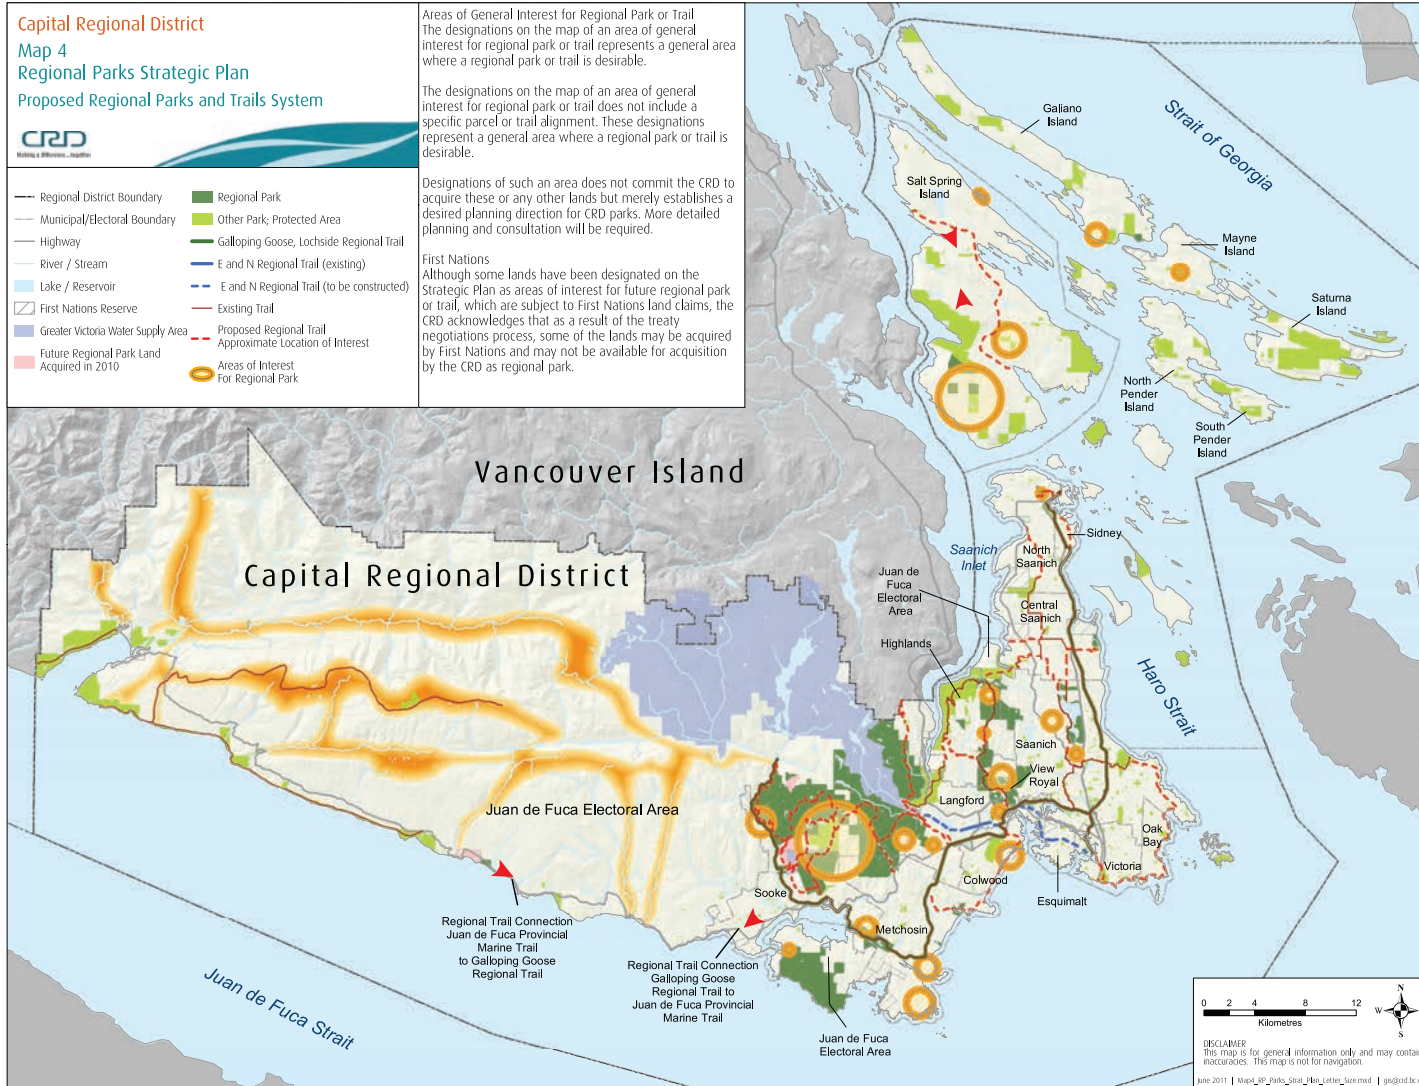 Capital Regional District
Map 4
Regional Parks Strategic Plan
Proposed Regional Parks and Trails System
CRD
Making a difference...together
Regional District Boundary
Municipal/Electoral Boundary
Highway
River / Stream
Lake / Reservoir
First Nations Reserve
Greater Victoria Water Supply Area
Future Regional Park Land
Acquired in 2010
Regional Park
Other Park; Protected Area
Galloping Goose, Lochside Regional Trail
E and N Regional Trail (existing)
E and N Regional Trail (to be constructed)
Existing Trail
Proposed Regional Trail
Approximate Location of Interest
Areas of Interest
For Regional Park
Areas of General Interest for Regional Park or Trail
The designations on the map of an area of general
interest for regional park or trail represents a general area
where a regional park or trail is desirable.
The designations on the map of an area of general
interest for regional park or trail does not include a
specific parcel or trail alignment. These designations
represent a general area where a regional park or trail is
desirable.
Designations of such an area does not commit the CRD to
acquire these or any other lands but merely establishes a
desired planning direction for CRD parks. More detailed
planning and consultation will be required.
First Nations
Although some lands have been designated on the
Strategic Plan as areas of interest for future regional park
or trail, which are subject to First Nations land claims, the
CRD acknowledges that as a result of the treaty
negotiations process, some of the lands may be acquired
by First Nations and may not be available for acquisition
by the CRD as regional park.
Galiano
Island
Strait of Georgia
Salt Spring
Island
Mayne
Island
Saturna
Island
North
Pender
Island
South
Pender
Island
Vancouver Island
Capital Regional District
Sidney
Saanich
Inlet
North
Saanich
Juan de
Fuca
Electoral
Area
Central
Saanich
Highlands
Haro Strait
Saanich
View
Royal
Langford
Juan de Fuca Electoral Area
Oak
Bay
Victoria
Colwood
Esquimalt
Sooke
Metchosin
Regional Trail Connection
Juan de Fuca Provincial
Marine Trail
to Galloping Goose
Regional Trail
Regional Trail Connection
Galloping Goose
Regional Trail to
Juan de Fuca Provincial
Marine Trail
Juan de Fuca Strait
Juan de Fuca
Electoral Area
0 2 4 8 12
Kilometres
N
W
S
DISCLAIMER
This map is for general information only and may contain
inaccuracies. This map is not for navigation.
June 2011 | Map4_RP_Parks_Strat_Plan_Letter_Size.mxd | gis@crd.bc.c